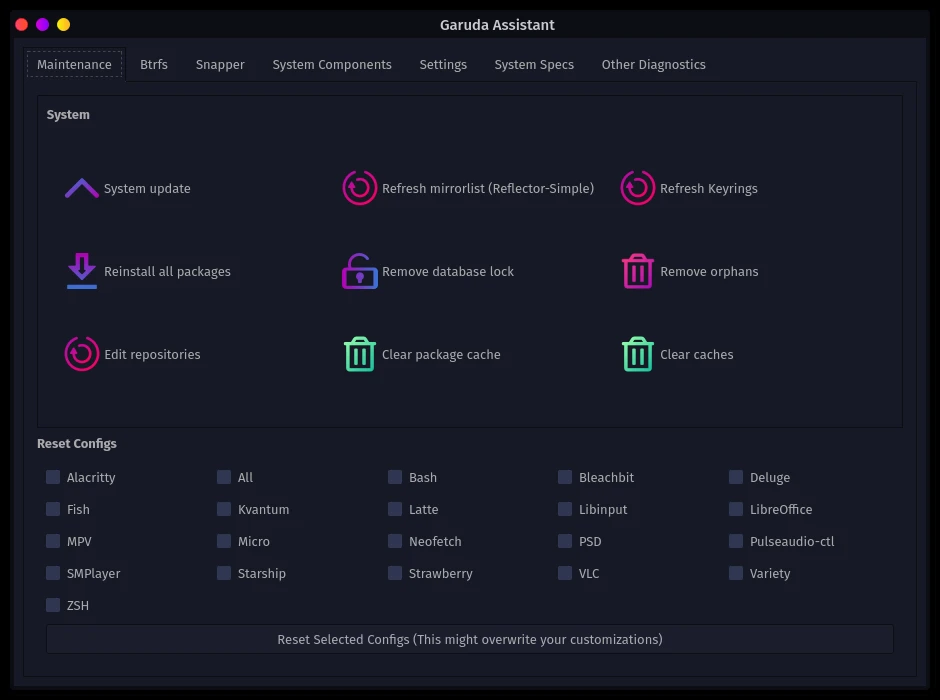 Garuda Assistant
Maintenance Btrfs Snapper System Components Settings System Specs Other Diagnostics
System
System update Refresh mirrorlist (Reflector-Simple) Refresh Keyrings
Reinstall all packages Remove database lock Remove orphans
Edit repositories Clear package cache Clear caches
Reset Configs
Alacritty All Bash Bleachbit Deluge
Fish Kvantum Latte Libinput LibreOffice
MPV Micro Neofetch PSD Pulseaudio-ctl
SMPlayer Starship Strawberry VLC Variety
ZSH
Reset Selected Configs (This might overwrite your customizations)